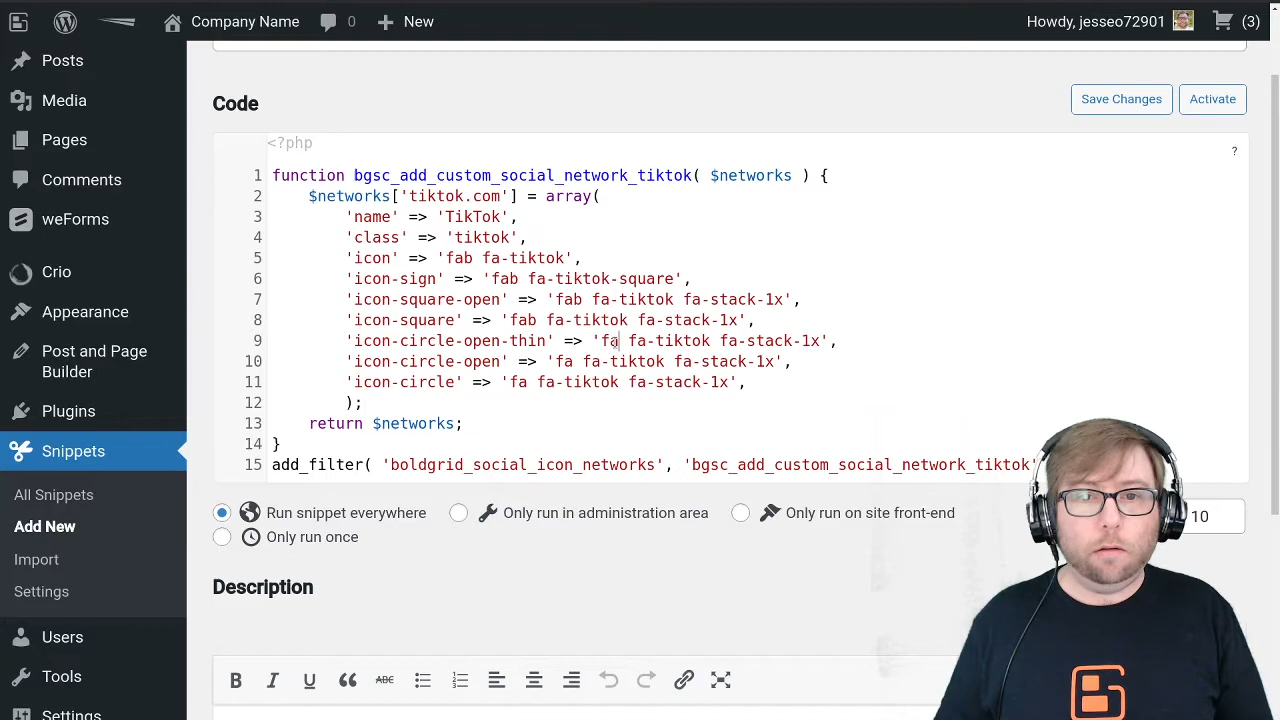 Company Name 0 New Howdy, jesseo72901 (3)
Posts
Media
Pages
Comments
weForms
Crio
Appearance
Post and Page
Builder
Plugins
Snippets
All Snippets
Add New
Import
Settings
Users
Tools
Settings
Code Save Changes Activate
<?php ?
1 function bgsc_add_custom_social_network_tiktok( $networks ) {
2 $networks['tiktok.com'] = array(
3 'name' => 'TikTok',
4 'class' => 'tiktok',
5 'icon' => 'fab fa-tiktok',
6 'icon-sign' => 'fab fa-tiktok-square',
7 'icon-square-open' => 'fab fa-tiktok fa-stack-1x',
8 'icon-square' => 'fab fa-tiktok fa-stack-1x',
9 'icon-circle-open-thin' => 'fa fa-tiktok fa-stack-1x',
10 'icon-circle-open' => 'fa fa-tiktok fa-stack-1x',
11 'icon-circle' => 'fa fa-tiktok fa-stack-1x',
12 );
13 return $networks;
14 }
15 add_filter( 'boldgrid_social_icon_networks', 'bgsc_add_custom_social_network_tiktok'
Run snippet everywhere Only run in administration area Only run on site front-end 10
Only run once
Description
B I U ABC